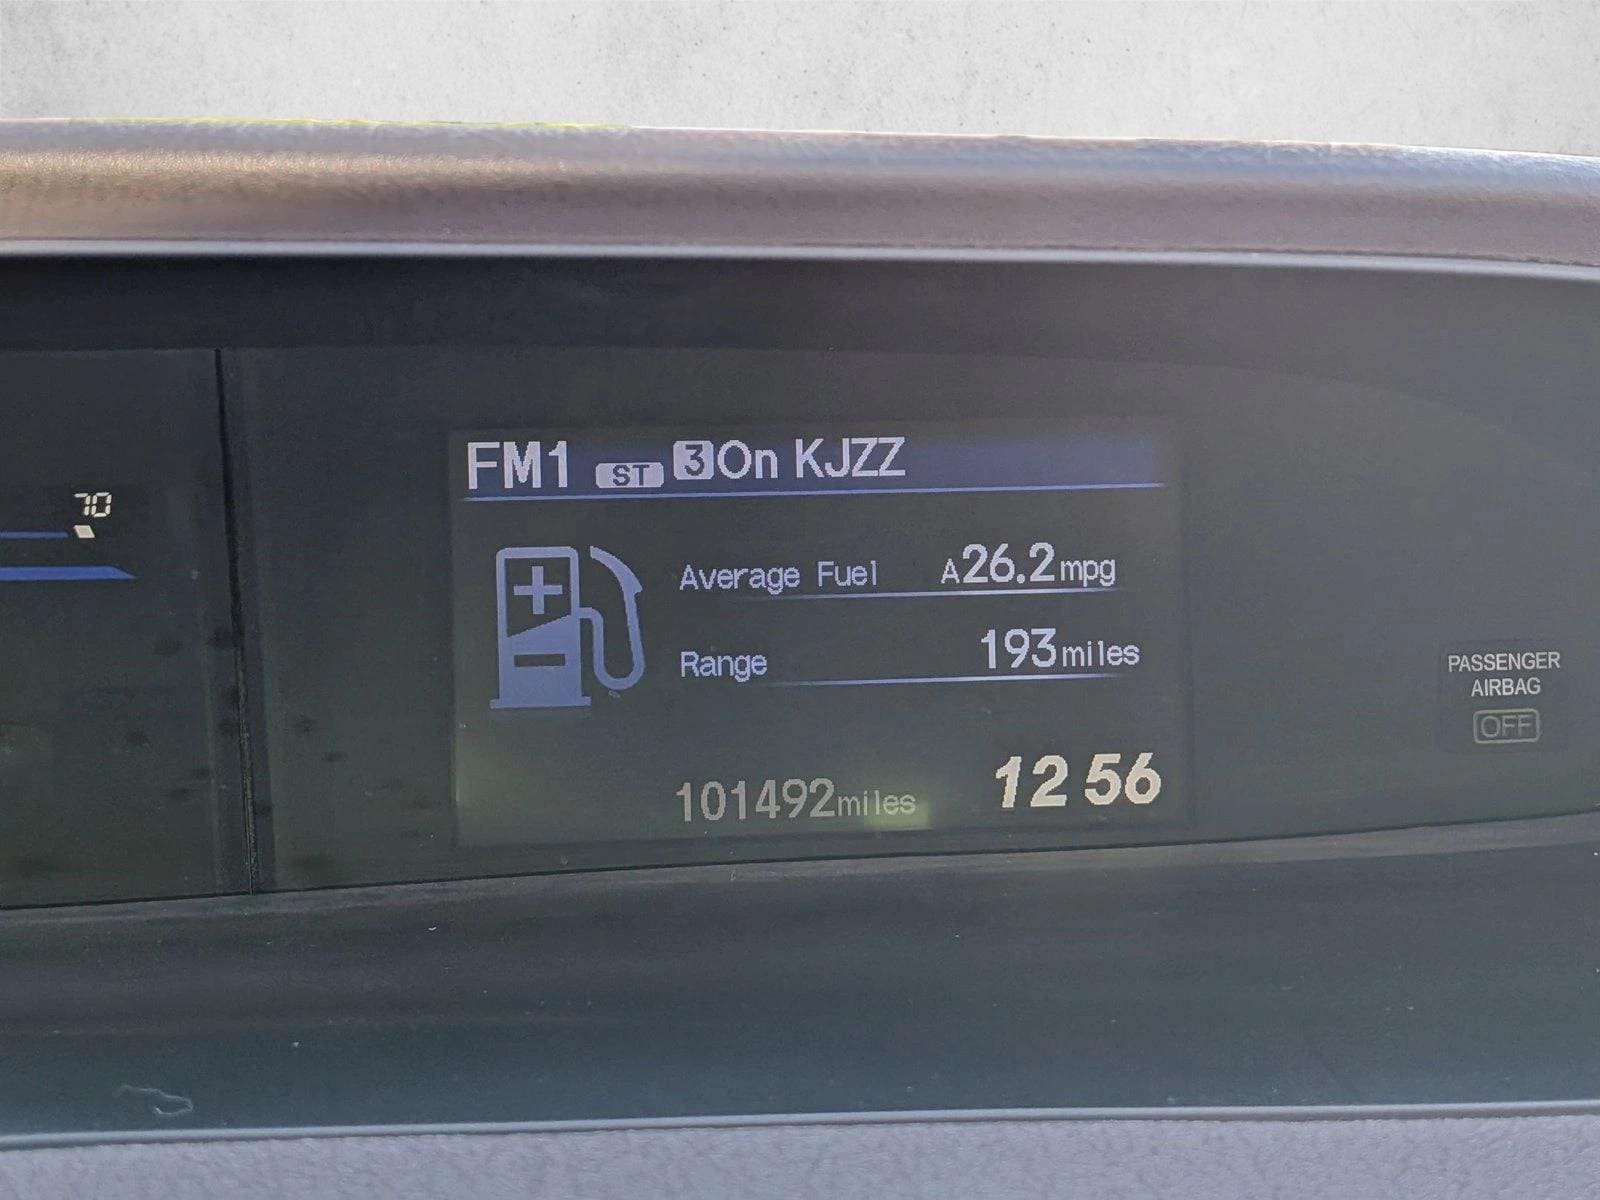 70
FM1 ST 3 On KJZZ
Average Fuel A26.2mpg
Range 193miles
101492miles 12 56
PASSENGER
AIRBAG
OFF